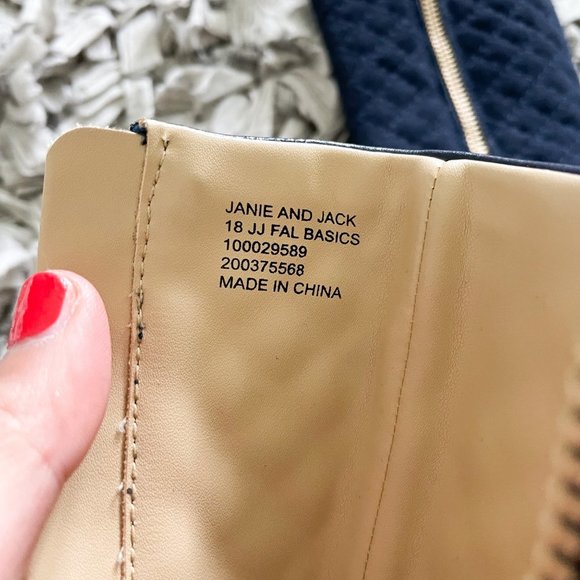 JANIE AND JACK
18 JJ FAL BASICS
100029589
200375568
MADE IN CHINA